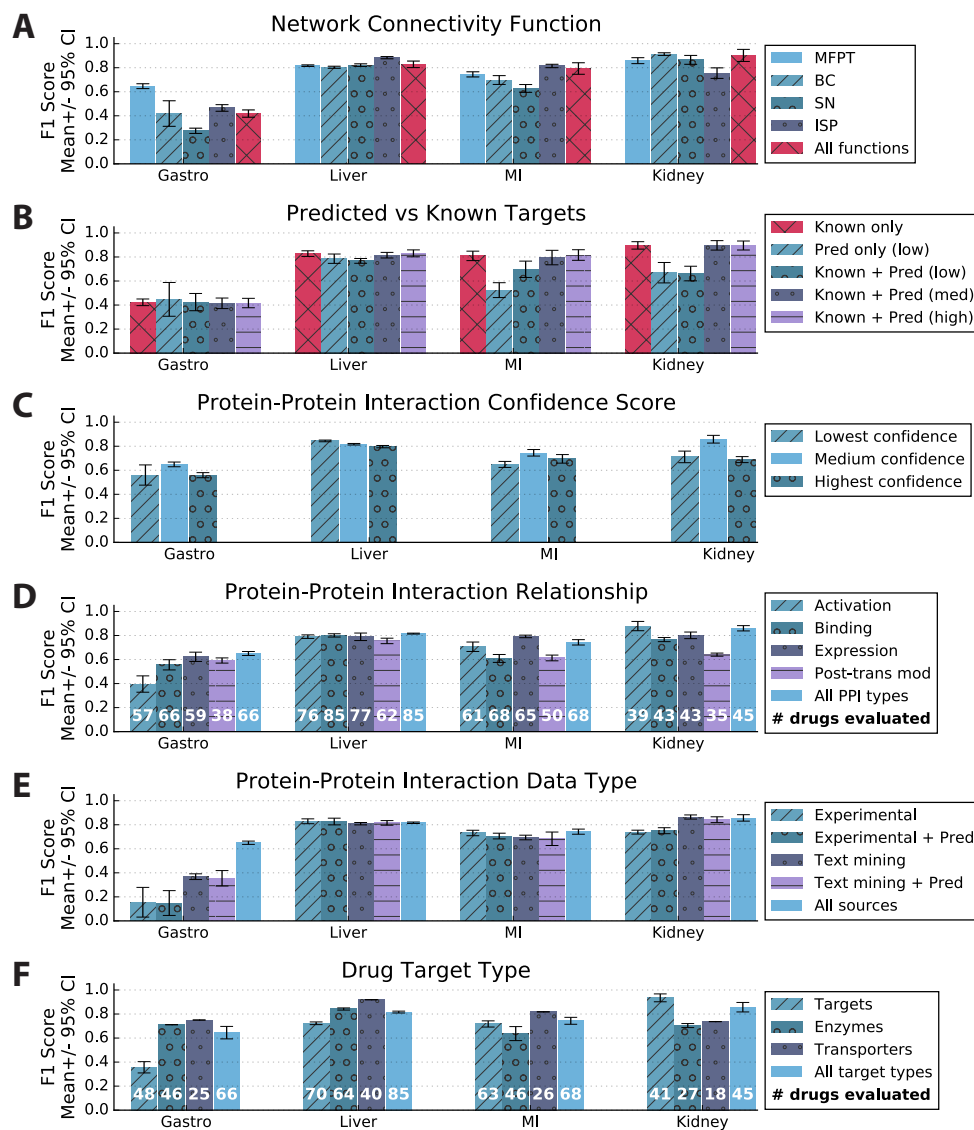 A
Network Connectivity Function
F1 Score
Mean+/- 95% CI
1.0
0.8
0.6
0.4
0.2
0.0
Gastro Liver MI Kidney
MFPT
BC
SN
ISP
All functions
B
Predicted vs Known Targets
F1 Score
Mean+/- 95% CI
1.0
0.8
0.6
0.4
0.2
0.0
Gastro Liver MI Kidney
Known only
Pred only (low)
Known + Pred (low)
Known + Pred (med)
Known + Pred (high)
C
Protein-Protein Interaction Confidence Score
F1 Score
Mean+/- 95% CI
1.0
0.8
0.6
0.4
0.2
0.0
Gastro Liver MI Kidney
Lowest confidence
Medium confidence
Highest confidence
D
Protein-Protein Interaction Relationship
F1 Score
Mean+/- 95% CI
1.0
0.8
0.6
0.4
0.2
0.0
57 66 59 38 66 76 85 77 62 85 61 68 65 50 68 39 43 43 35 45
Gastro Liver MI Kidney
Activation
Binding
Expression
Post-trans mod
All PPI types
# drugs evaluated
E
Protein-Protein Interaction Data Type
F1 Score
Mean+/- 95% CI
1.0
0.8
0.6
0.4
0.2
0.0
Gastro Liver MI Kidney
Experimental
Experimental + Pred
Text mining
Text mining + Pred
All sources
F
Drug Target Type
F1 Score
Mean+/- 95% CI
1.0
0.8
0.6
0.4
0.2
0.0
48 46 25 66 70 64 40 85 63 46 26 68 41 27 18 45
Gastro Liver MI Kidney
Targets
Enzymes
Transporters
All target types
# drugs evaluated